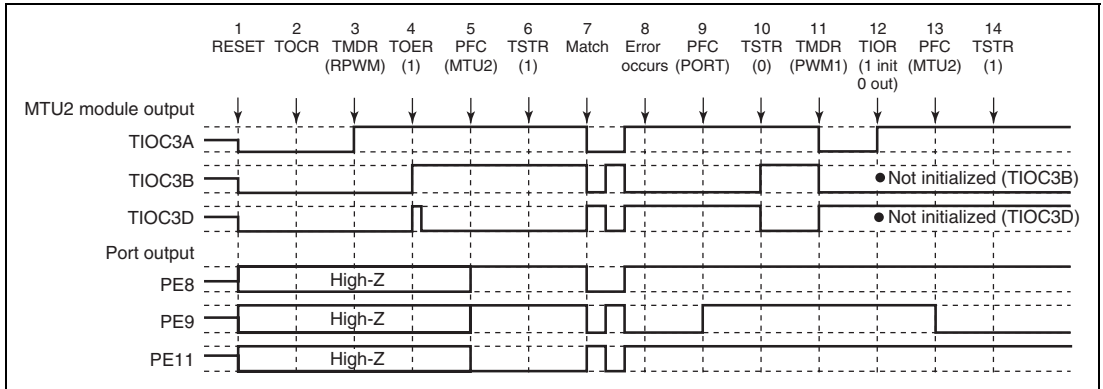 1 2 3 4 5 6 7 8 9 10 11 12 13 14
RESET TOCR TMDR TOER PFC TSTR Match Error PFC TSTR TMDR TIOR PFC TSTR
(RPWM) (1) (MTU2) (1) occurs (PORT) (0) (PWM1) (1 init (MTU2) (1)
0 out)
MTU2 module output
TIOC3A
TIOC3B ● Not initialized (TIOC3B)
TIOC3D ● Not initialized (TIOC3D)
Port output
PE8 High-Z
PE9 High-Z
PE11 High-Z